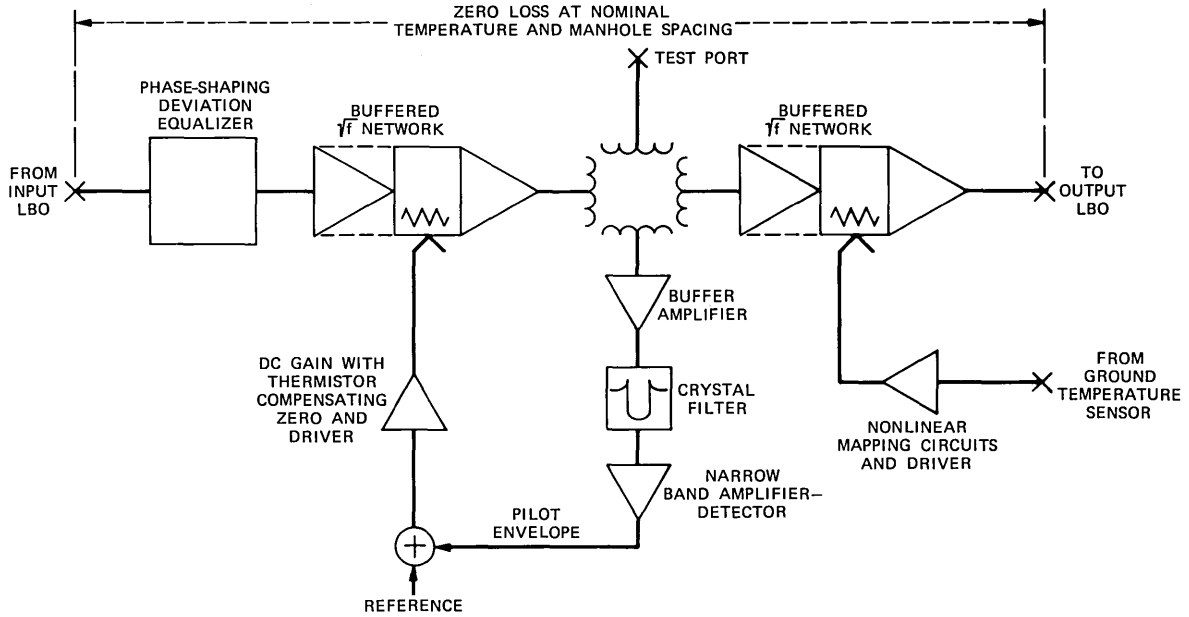 ZERO LOSS AT NOMINAL
TEMPERATURE AND MANHOLE SPACING
TEST PORT
PHASE-SHAPING
DEVIATION
EQUALIZER
BUFFERED
√f NETWORK
BUFFERED
√f NETWORK
FROM
INPUT
LBO
TO
OUTPUT
LBO
BUFFER
AMPLIFIER
DC GAIN WITH
THERMISTOR
COMPENSATING
ZERO AND
DRIVER
CRYSTAL
FILTER
FROM
GROUND
TEMPERATURE
SENSOR
NONLINEAR
MAPPING CIRCUITS
AND DRIVER
NARROW
BAND AMPLIFIER–
DETECTOR
PILOT
ENVELOPE
+
REFERENCE